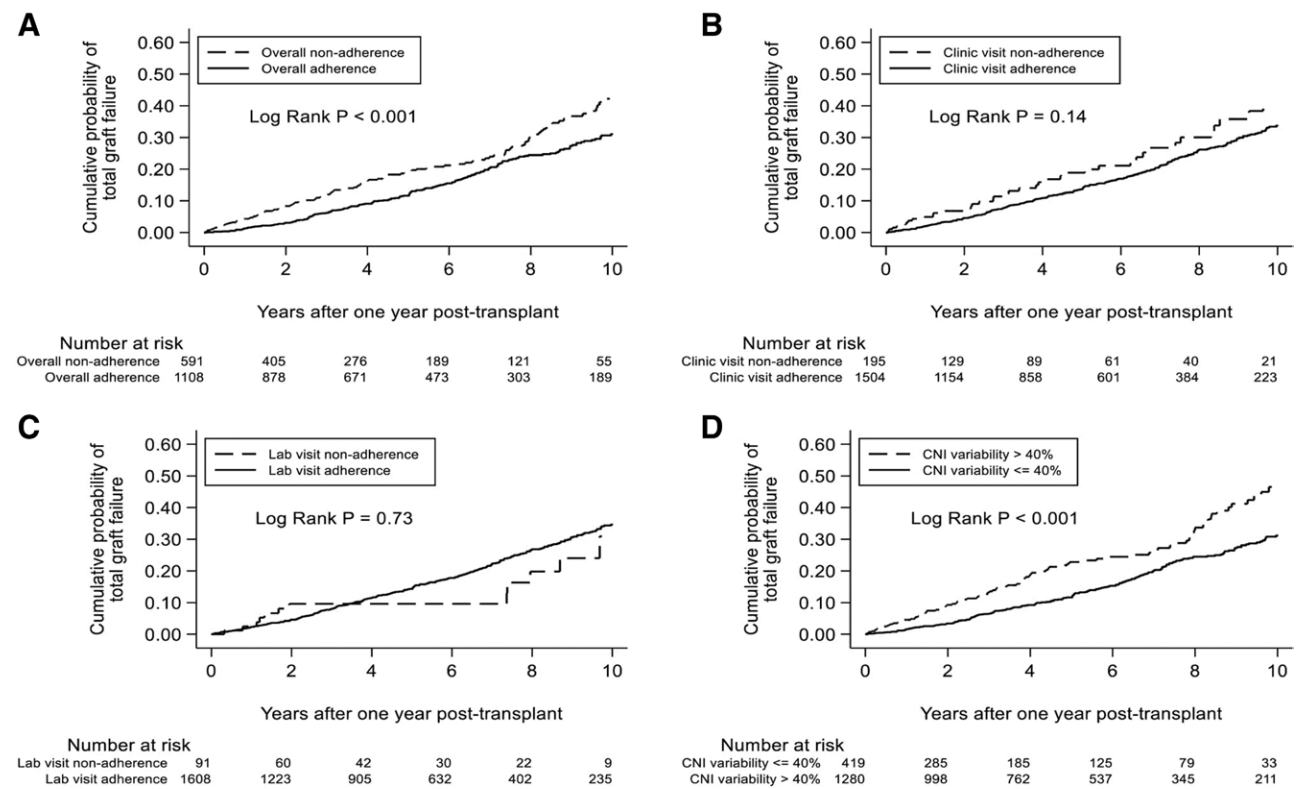 A
Cumulative probability of
total graft failure
0.60
0.50
0.40
0.30
0.20
0.10
0.00
Overall non-adherence
Overall adherence
Log Rank P < 0.001
0 2 4 6 8 10
Years after one year post-transplant
Number at risk
Overall non-adherence 591 405 276 189 121 55
Overall adherence 1108 878 671 473 303 189
B
Cumulative probability of
total graft failure
0.60
0.50
0.40
0.30
0.20
0.10
0.00
Clinic visit non-adherence
Clinic visit adherence
Log Rank P = 0.14
0 2 4 6 8 10
Years after one year post-transplant
Number at risk
Clinic visit non-adherence 195 129 89 61 40 21
Clinic visit adherence 1504 1154 858 601 384 223
C
Cumulative probability of
total graft failure
0.60
0.50
0.40
0.30
0.20
0.10
0.00
Lab visit non-adherence
Lab visit adherence
Log Rank P = 0.73
0 2 4 6 8 10
Years after one year post-transplant
Number at risk
Lab visit non-adherence 91 60 42 30 22 9
Lab visit adherence 1608 1223 905 632 402 235
D
Cumulative probability of
total graft failure
0.60
0.50
0.40
0.30
0.20
0.10
0.00
CNI variability > 40%
CNI variability <= 40%
Log Rank P < 0.001
0 2 4 6 8 10
Years after one year post-transplant
Number at risk
CNI variability <= 40% 419 285 185 125 79 33
CNI variability > 40% 1280 998 762 537 345 211